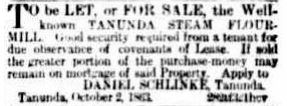 TO be LET, or FOR SALE, the Well-
known TANUNDA STEAM FLOUR-
MILL. Good security required from a tenant for
due observance of covenants of Lease. If sold
the greater portion of the purchase-money may
remain on mortgage of said Property. Apply to
DANIEL SCHLINKE, Tanunda.
Tanunda, October 2, 1863.